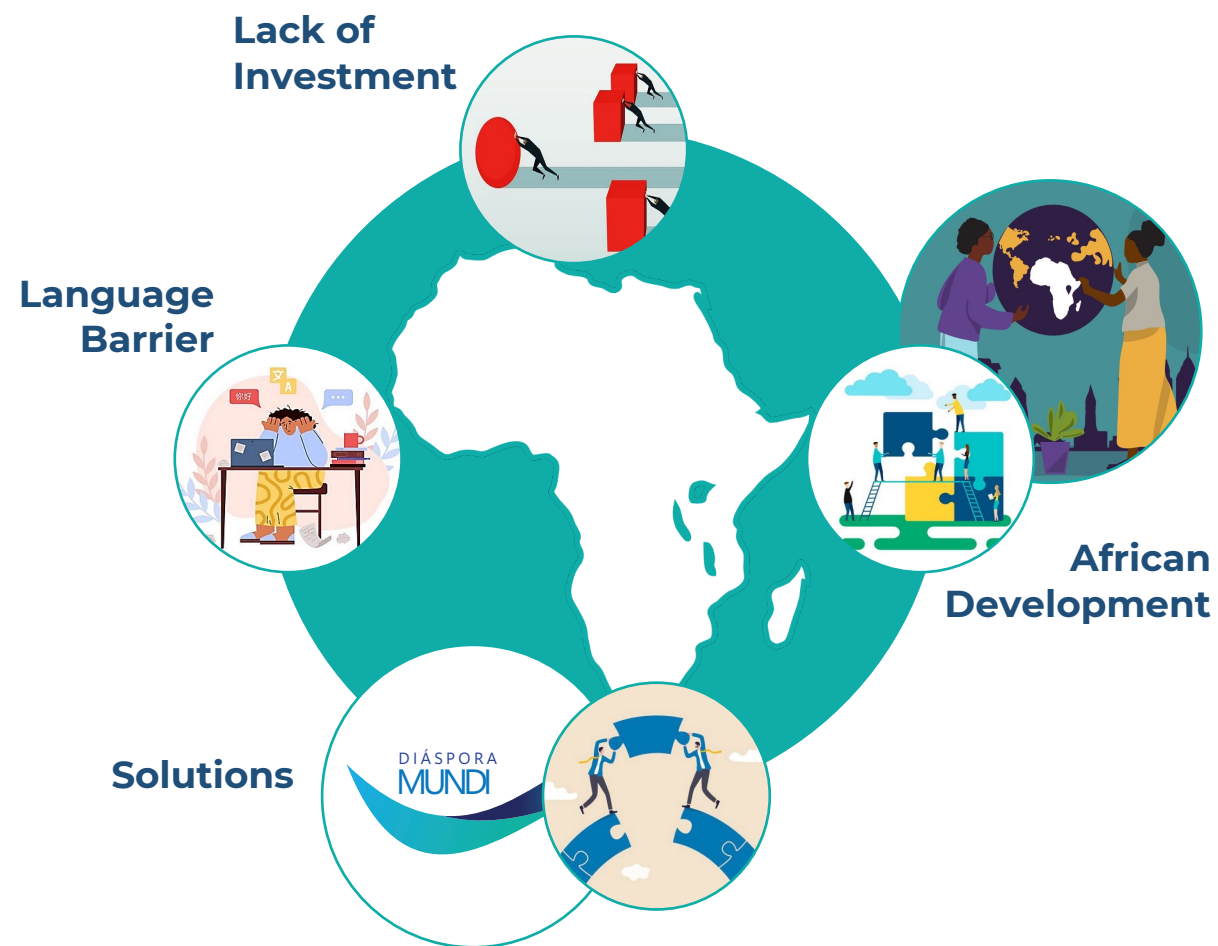 Lack of
Investment
Language
Barrier
文
A
你好
African
Development
Solutions
DIÁSPORA
MUNDI